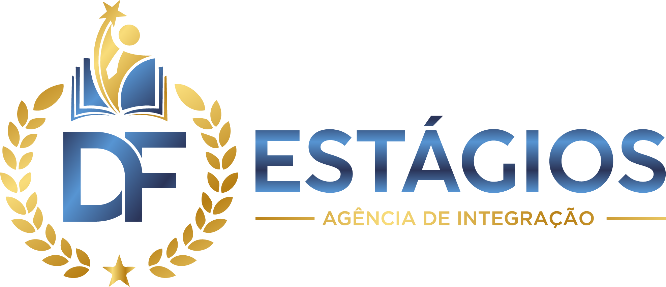 DF
ESTÁGIOS
AGÊNCIA DE INTEGRAÇÃO